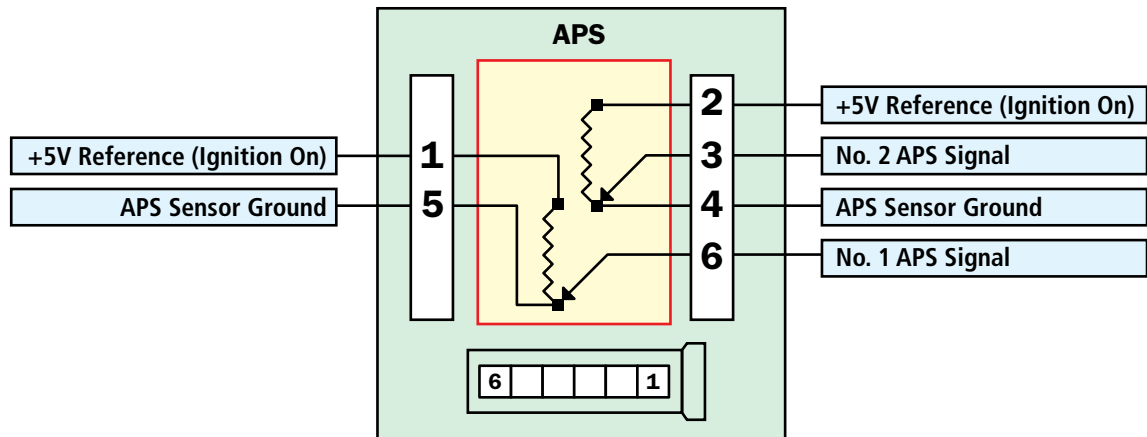 APS
2
+5V Reference (Ignition On)
+5V Reference (Ignition On)
1
3
No. 2 APS Signal
APS Sensor Ground
5
4
APS Sensor Ground
6
No. 1 APS Signal
6
1